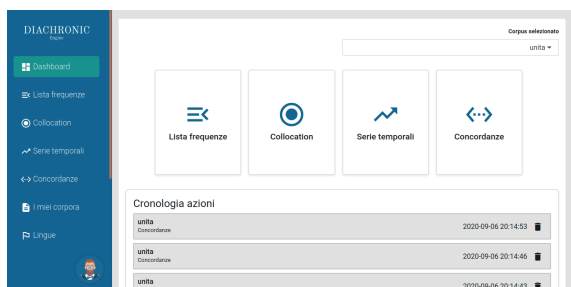 DIACHRONIC
Engine
Dashboard
Lista frequenze
Collocation
Serie temporali
Concordanze
I miei corpora
Lingue
Corpus selezionato
unita
Lista frequenze
Collocation
Serie temporali
Concordanze
Cronologia azioni
unita
Concordanze
2020-09-06 20:14:53
unita
Concordanze
2020-09-06 20:14:46
unita
2020-09-06 20:14:43